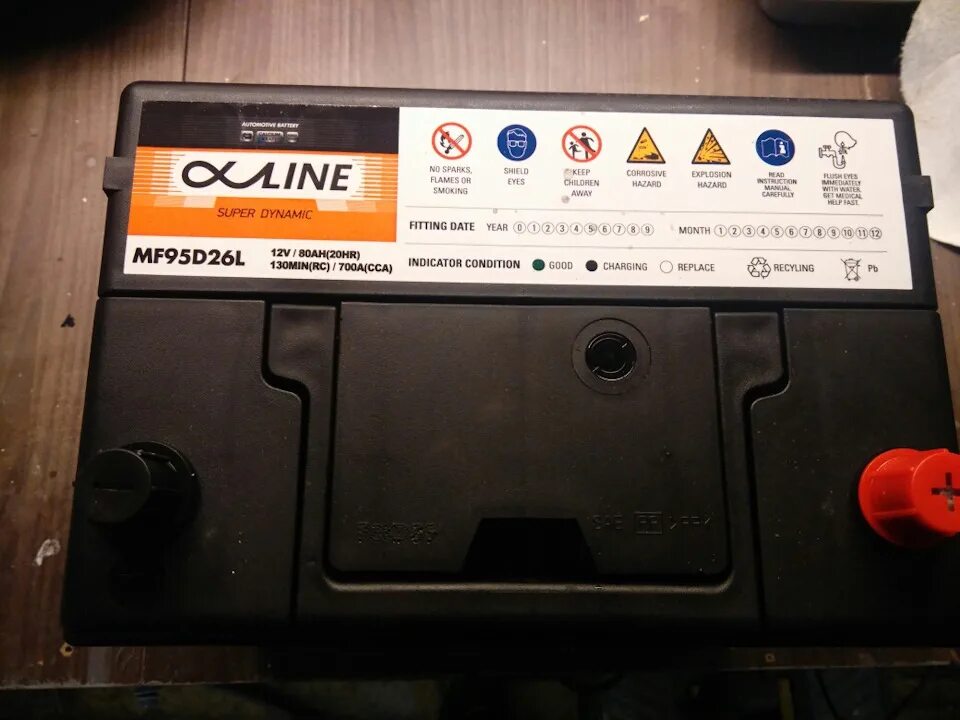 AUTOMOTIVE BATTERY
CALCIUM
αLINE
SUPER DYNAMIC
MF95D26L
12V / 80AH(20HR)
130MIN(RC) / 700A(CCA)
NO SPARKS,
FLAMES OR
SMOKING
SHIELD
EYES
KEEP
CHILDREN
AWAY
CORROSIVE
HAZARD
EXPLOSION
HAZARD
READ
INSTRUCTION
MANUAL
CAREFULLY
FLUSH EYES
IMMEDIATELY
WITH WATER,
GET MEDICAL
HELP FAST.
FITTING DATE YEAR 0 1 2 3 4 5 6 7 8 9 MONTH 1 2 3 4 5 6 7 8 9 10 11 12
INDICATOR CONDITION GOOD CHARGING REPLACE RECYCLING Pb